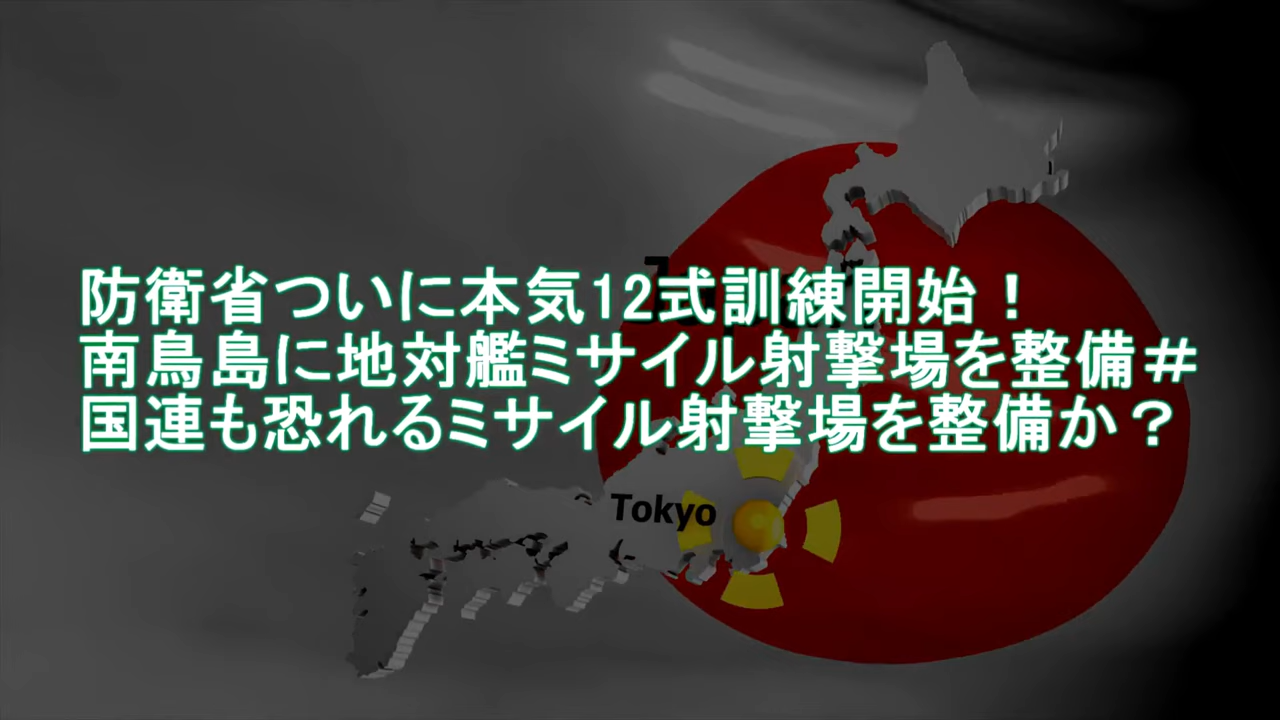 防衛省ついに本気12式訓練開始！
南鳥島に地対艦ミサイル射撃場を整備＃
国連も恐れるミサイル射撃場を整備か？
Tokyo